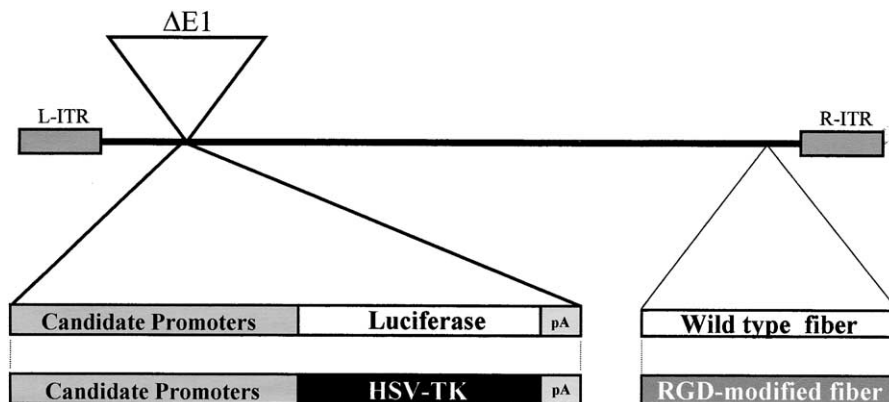 ΔE1
L-ITR
R-ITR
Candidate Promoters Luciferase pA
Wild type fiber
Candidate Promoters HSV-TK pA
RGD-modified fiber